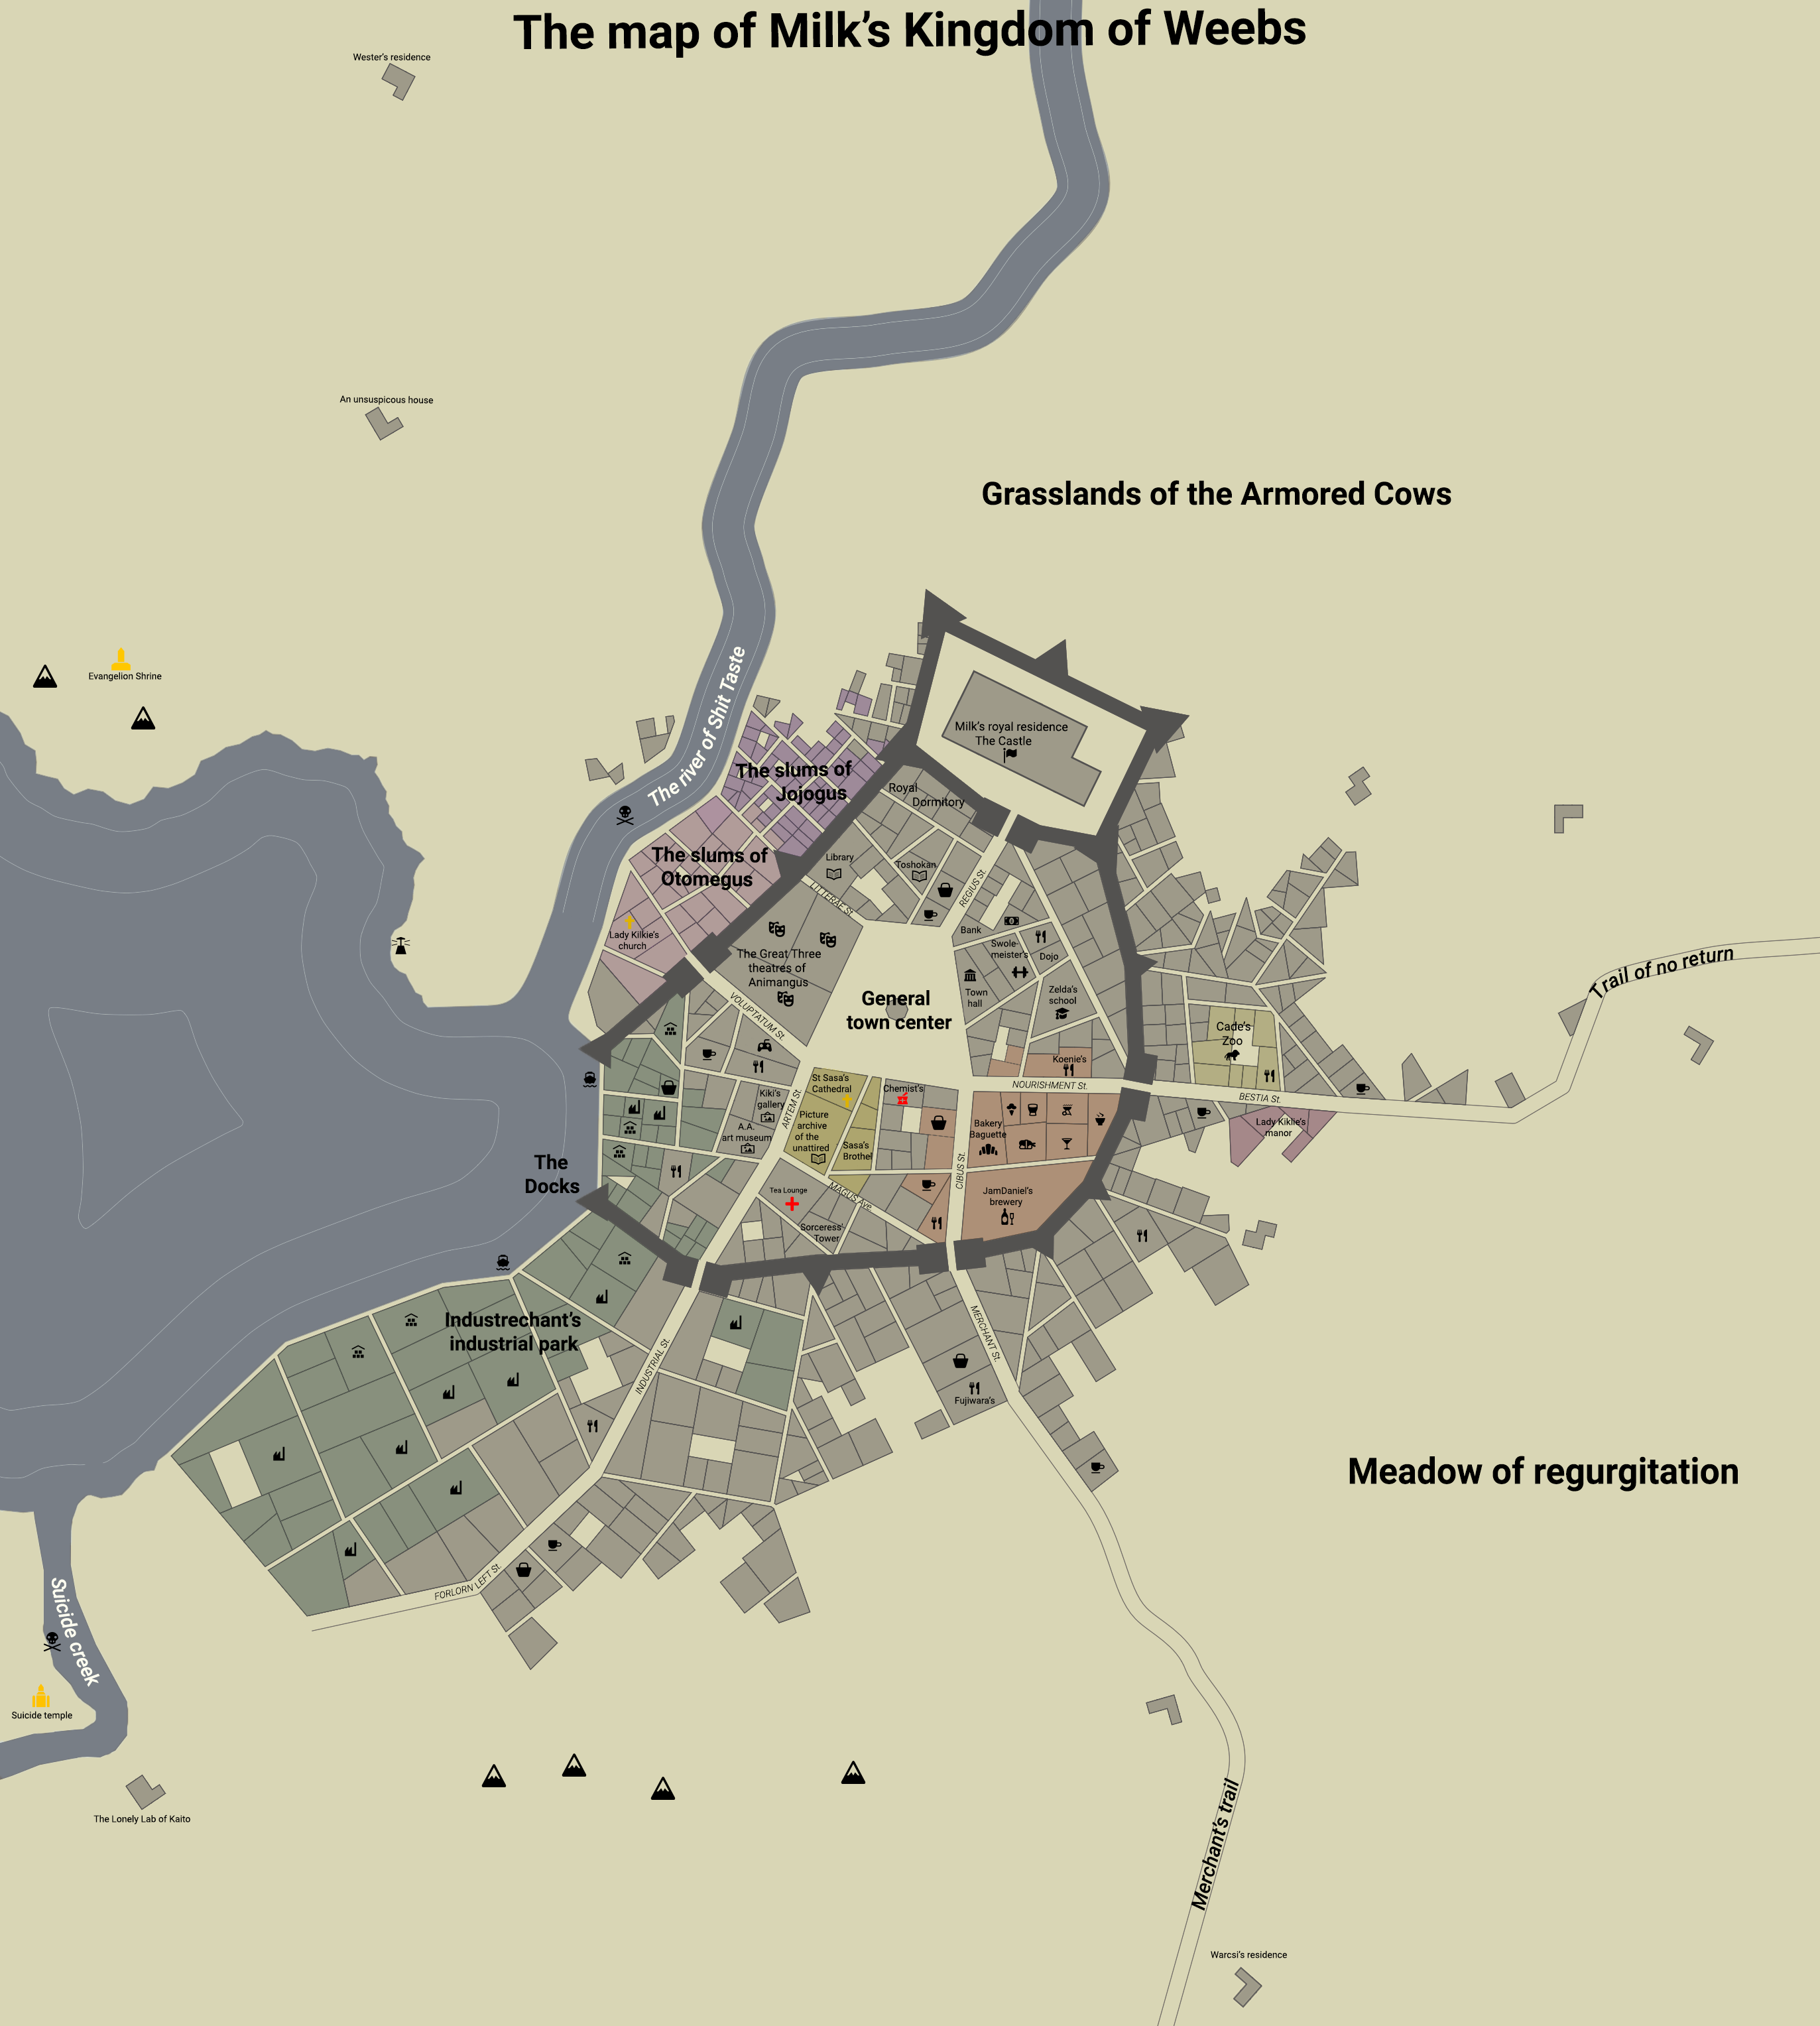 The map of Milk's Kingdom of Weebs
Wester's residence
An unsuspicous house
Grasslands of the Armored Cows
Evangelion Shrine
The river of Shit Taste
Milk's royal residence
The Castle
The slums of
Jojogus
Royal
Dormitory
The slums of
Otomegus
Library
Toshokan
LITTERAE St.
REGIUS St.
Lady Kilkie's
church
Bank
The Great Three
theatres of
Animangus
Swole-
meister's
Dojo
Trail of no return
Town
hall
Zelda's
school
General
town center
VOLUPTATUM St.
Cade's
Zoo
Koenie's
NOURISHMENT St.
BESTIA St.
St Sasa's
Cathedral
Chemist's
Kiki's
gallery
ARTEM St.
Picture
archive
of the
unattired
A.A.
art museum
Sasa's
Brothel
Bakery
Baguette
Lady Kiklie's
manor
The
Docks
CIBUS St.
Tea Lounge
MAGUS Ave.
JamDaniel's
brewery
Sorceress'
Tower
Industrechant's
industrial park
INDUSTRIAL St.
MERCHANT St.
Fujiwara's
Meadow of regurgitation
FORLORN LEFT St.
Suicide creek
Suicide temple
The Lonely Lab of Kaito
Merchant's trail
Warcsi's residence